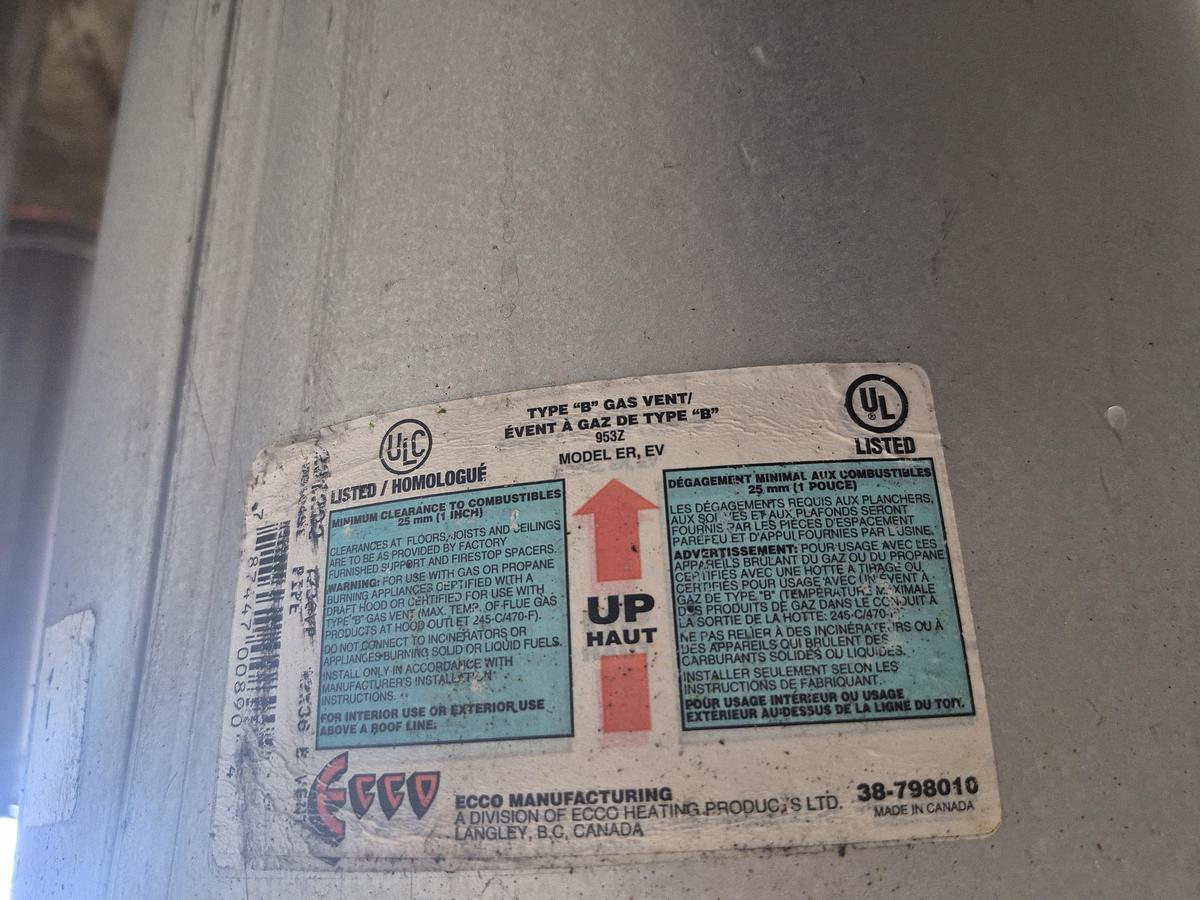 TYPE "B" GAS VENT/
ÉVENT À GAZ DE TYPE "B"
953Z
MODEL ER, EV
ULC
LISTED / HOMOLOGUÉ
UL
®
LISTED
MINIMUM CLEARANCE TO COMBUSTIBLES
25 mm (1 INCH)
CLEARANCES AT FLOORS, JOISTS AND CEILINGS
ARE TO BE AS PROVIDED BY FACTORY
FURNISHED SUPPORT AND FIRESTOP SPACERS.
WARNING: FOR USE WITH GAS OR PROPANE
BURNING APPLIANCES CERTIFIED WITH A
DRAFT HOOD OR CERTIFIED FOR USE WITH
TYPE "B" GAS VENT (MAX. TEMP. OF FLUE GAS
PRODUCTS AT HOOD OUTLET 245-C/470-F).
DO NOT CONNECT TO INCINERATORS OR
APPLIANCES BURNING SOLID OR LIQUID FUELS.
INSTALL ONLY IN ACCORDANCE WITH
MANUFACTURER'S INSTALLATION
INSTRUCTIONS.
FOR INTERIOR USE OR EXTERIOR USE
ABOVE A ROOF LINE.
UP
HAUT
DÉGAGEMENT MINIMAL AUX COMBUSTIBLES
25 mm (1 POUCE)
LES DÉGAGEMENTS REQUIS AUX PLANCHERS,
AUX ET AUX PLAFONDS SERONT
FOURNIS PAR LES PIÈCES D'ESPACEMENT
PAREFEU ET D'APPUI FOURNIES PAR L'USINE.
ADVERTISSEMENT: POUR USAGE AVEC LES
APPAREILS BRÛLANT DU GAZ OU DU PROPANE
CERTIFIÉS AVEC UNE HOTTE À TIRAGE OU
CERTIFIÉS POUR USAGE AVEC ÉVENT À
GAZ DE TYPE "B" (TEMPÉRATURE MAXIMALE
DES PRODUITS DE GAZ DANS LE CONDUIT À
LA SORTIE DE LA HOTTE: 245-C/470-F).
NE PAS RELIER À DES INCINÉRATEURS OU À
DES APPAREILS QUI BRÛLENT DES
CARBURANTS SOLIDES OU LIQUIDES.
INSTALLER SEULEMENT SELON LES
INSTRUCTIONS DE FABRIQUANT.
POUR USAGE INTÉRIEUR OU USAGE
EXTÉRIEUR AU-DESSUS DE LA LIGNE DU TOIT.
ECCO
ECCO MANUFACTURING
A DIVISION OF ECCO HEATING PRODUCTS LTD.
LANGLEY, B.C, CANADA
38-798010
MADE IN CANADA
7 87447 00890 4
PIPE